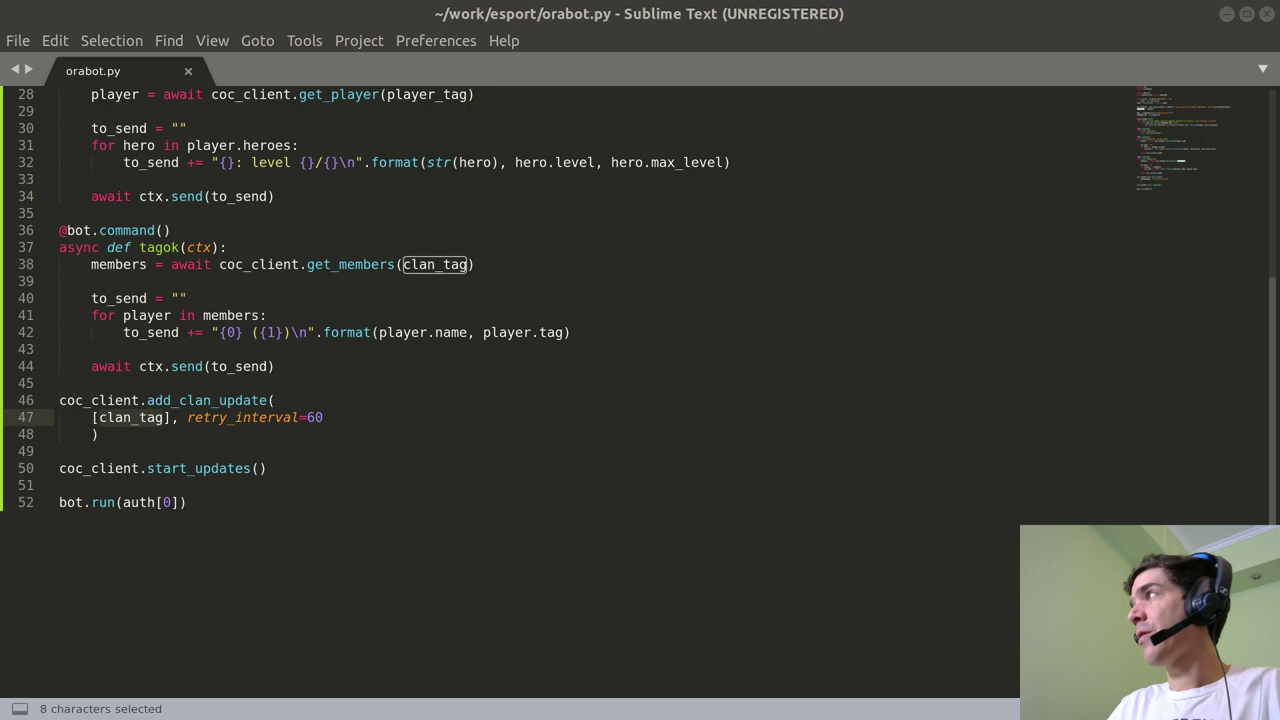 ~/work/esport/orabot.py - Sublime Text (UNREGISTERED)
File Edit Selection Find View Goto Tools Project Preferences Help
orabot.py
28 player = await coc_client.get_player(player_tag)
29
30 to_send = ""
31 for hero in player.heroes:
32 to_send += "{}: level {}/{}\n".format(str(hero), hero.level, hero.max_level)
33
34 await ctx.send(to_send)
35
36 @bot.command()
37 async def tagok(ctx):
38 members = await coc_client.get_members(clan_tag)
39
40 to_send = ""
41 for player in members:
42 to_send += "{0} ({1})\n".format(player.name, player.tag)
43
44 await ctx.send(to_send)
45
46 coc_client.add_clan_update(
47 [clan_tag], retry_interval=60
48 )
49
50 coc_client.start_updates()
51
52 bot.run(auth[0])
8 characters selected